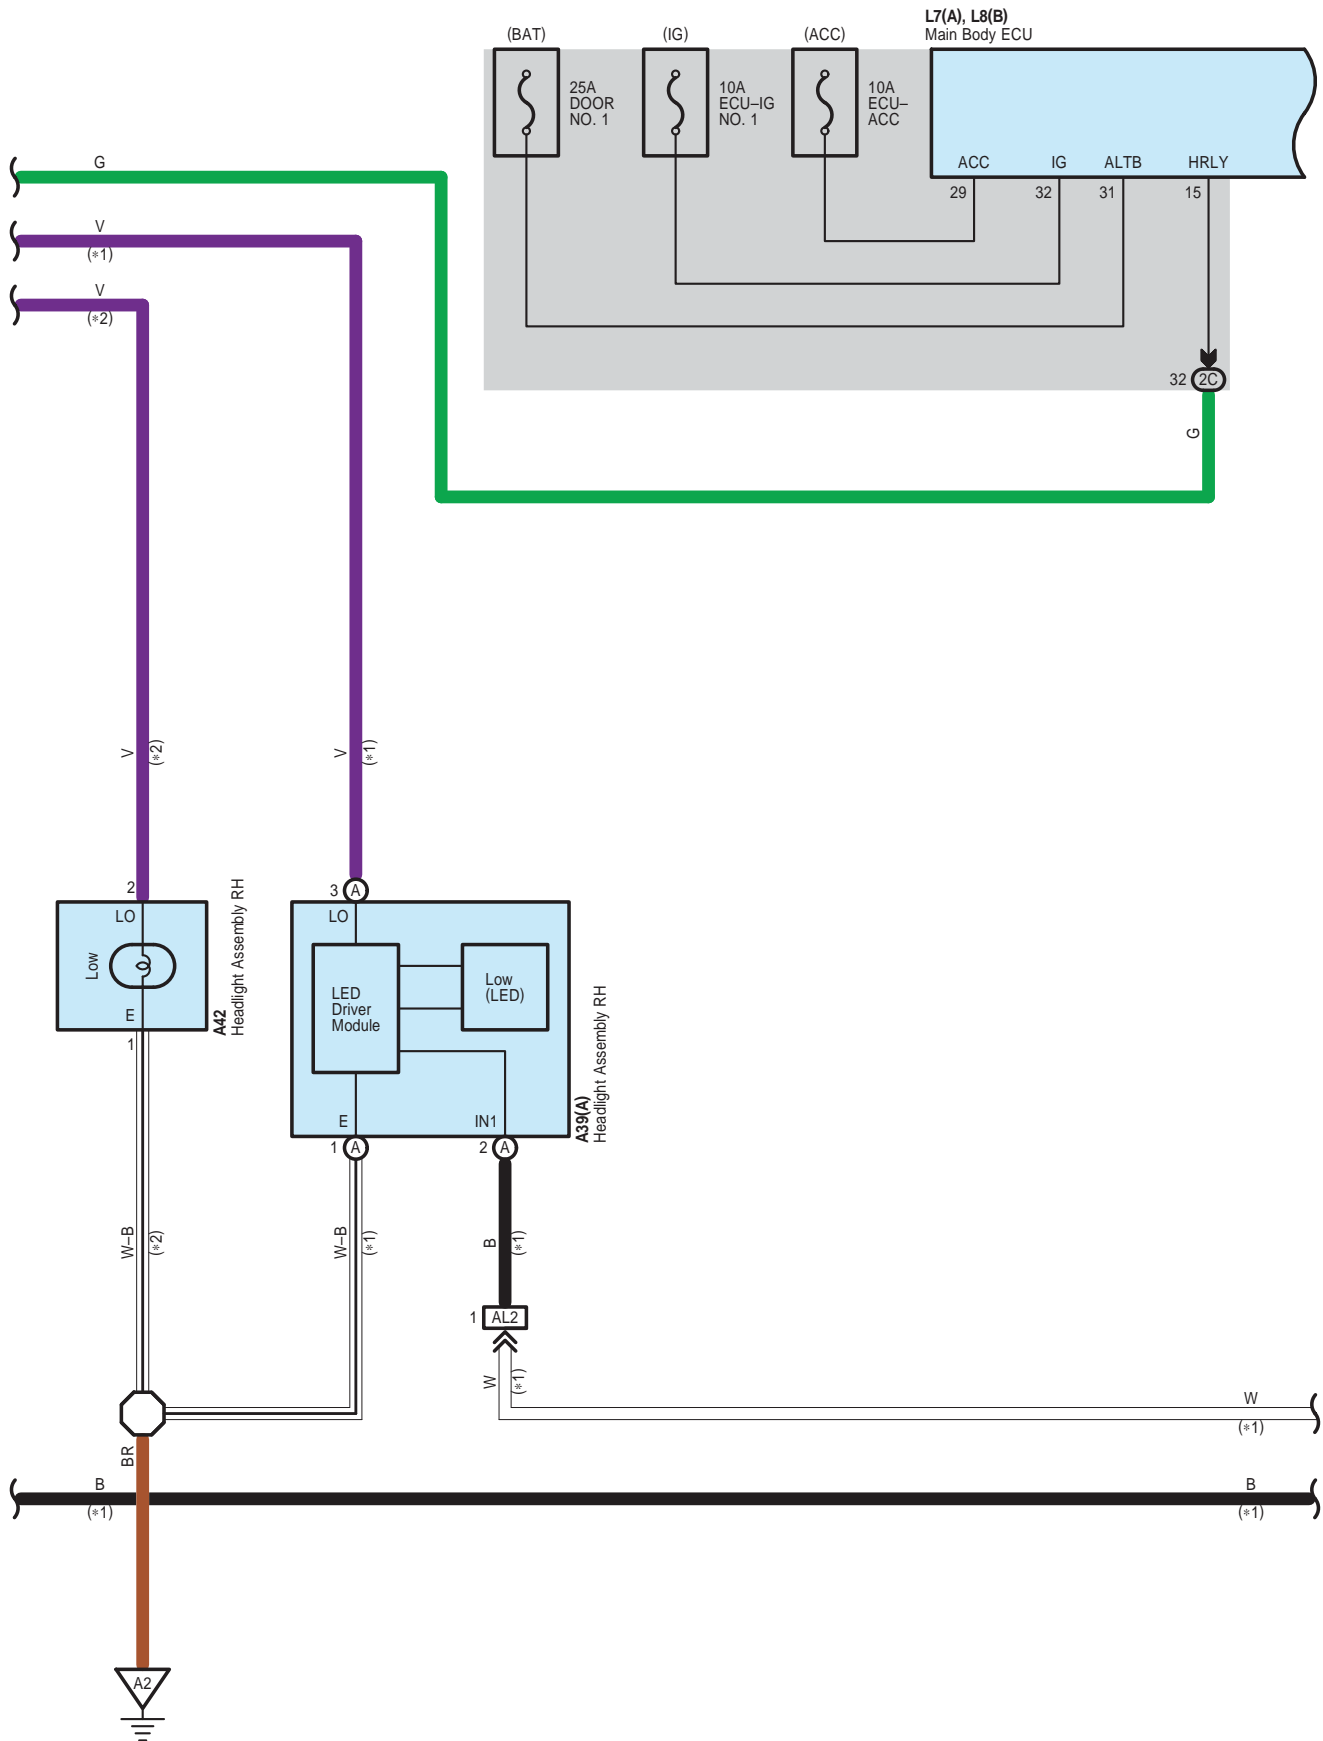 L7(A), L8(B)
Main Body ECU
(BAT)
(IG)
(ACC)
25A
DOOR
NO. 1
10A
ECU–IG
NO. 1
10A
ECU–
ACC
ACC
IG
ALTB
HRLY
29
32
31
15
32
2C
G
G
V
(*1)
V
(*2)
V
(*2)
V
(*1)
2
LO
Low
E
1
A42
Headlight Assembly RH
3
A
LO
LED
Driver
Module
Low
(LED)
E
IN1
1
A
2
A
A39(A)
Headlight Assembly RH
W–B
(*2)
W–B
(*1)
B
(*1)
1
AL2
W
(*1)
W
(*1)
BR
B
(*1)
B
(*1)
A2